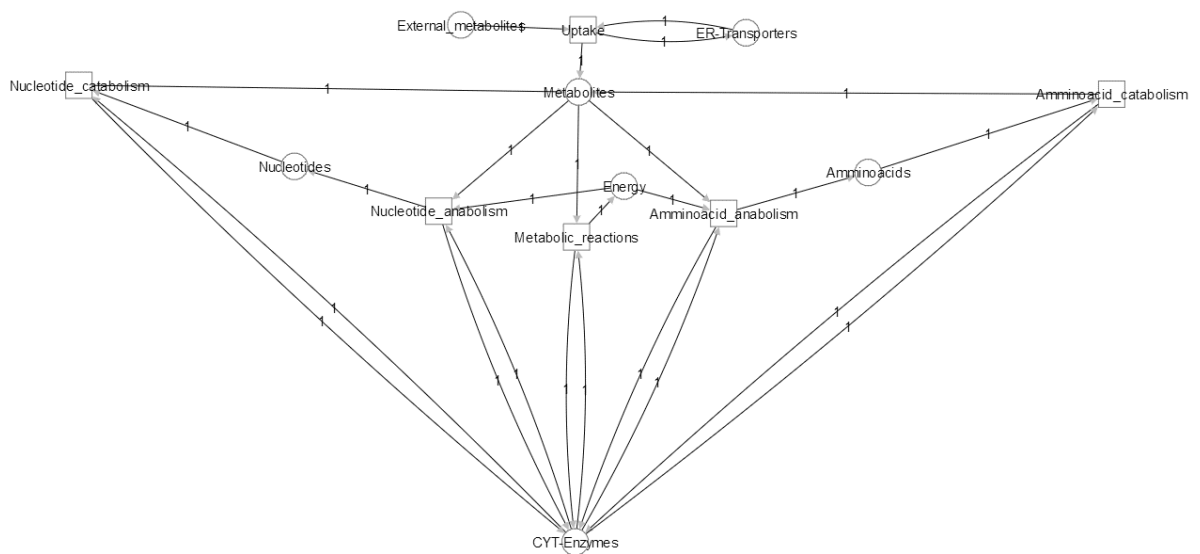 External_metabolites
1
Uptake
1
1
ER-Transporters
1
Nucleotide_catabolism
1
Metabolites
1
Amminoacid_catabolism
1
1
1
1
1
Nucleotides
Amminoacids
1
Energy
1
1
1
Nucleotide_anabolism
Amminoacid_anabolism
1
Metabolic_reactions
1
1
1
1
1
1
1
1
1
1
CYT-Enzymes